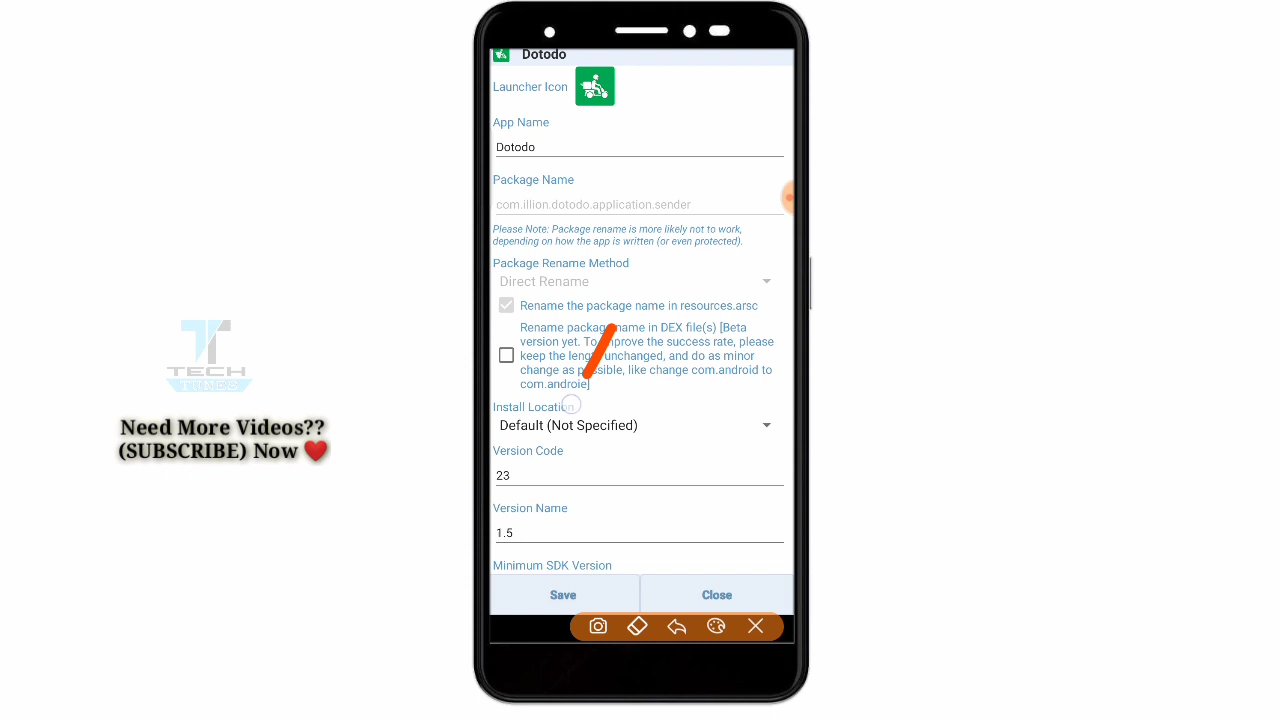 Dotodo
Launcher Icon
App Name
Dotodo
Package Name
com.illion.dotodo.application.sender
Please Note: Package rename is more likely not to work,
depending on how the app is written (or even protected).
Package Rename Method
Direct Rename
Rename the package name in resources.arsc
Rename package name in DEX file(s) [Beta
version yet. To improve the success rate, please
keep the length unchanged, and do as minor
change as possible, like change com.android to
com.androie]
Install Location
Default (Not Specified)
Version Code
23
Version Name
1.5
Minimum SDK Version
Save
Close
TECH
TUNES
Need More Videos??
(SUBSCRIBE) Now ❤️